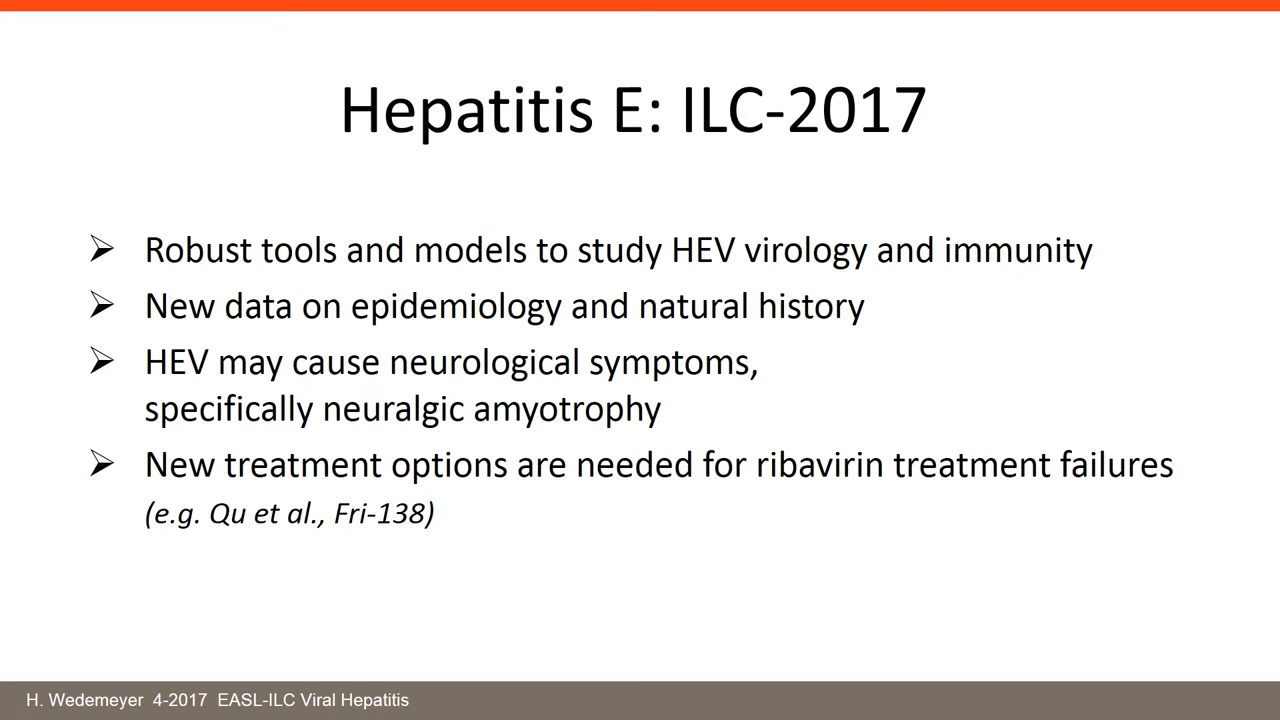 Hepatitis E: ILC-2017
➢ Robust tools and models to study HEV virology and immunity
➢ New data on epidemiology and natural history
➢ HEV may cause neurological symptoms,
specifically neuralgic amyotrophy
➢ New treatment options are needed for ribavirin treatment failures
(e.g. Qu et al., Fri-138)
H. Wedemeyer 4-2017 EASL-ILC Viral Hepatitis